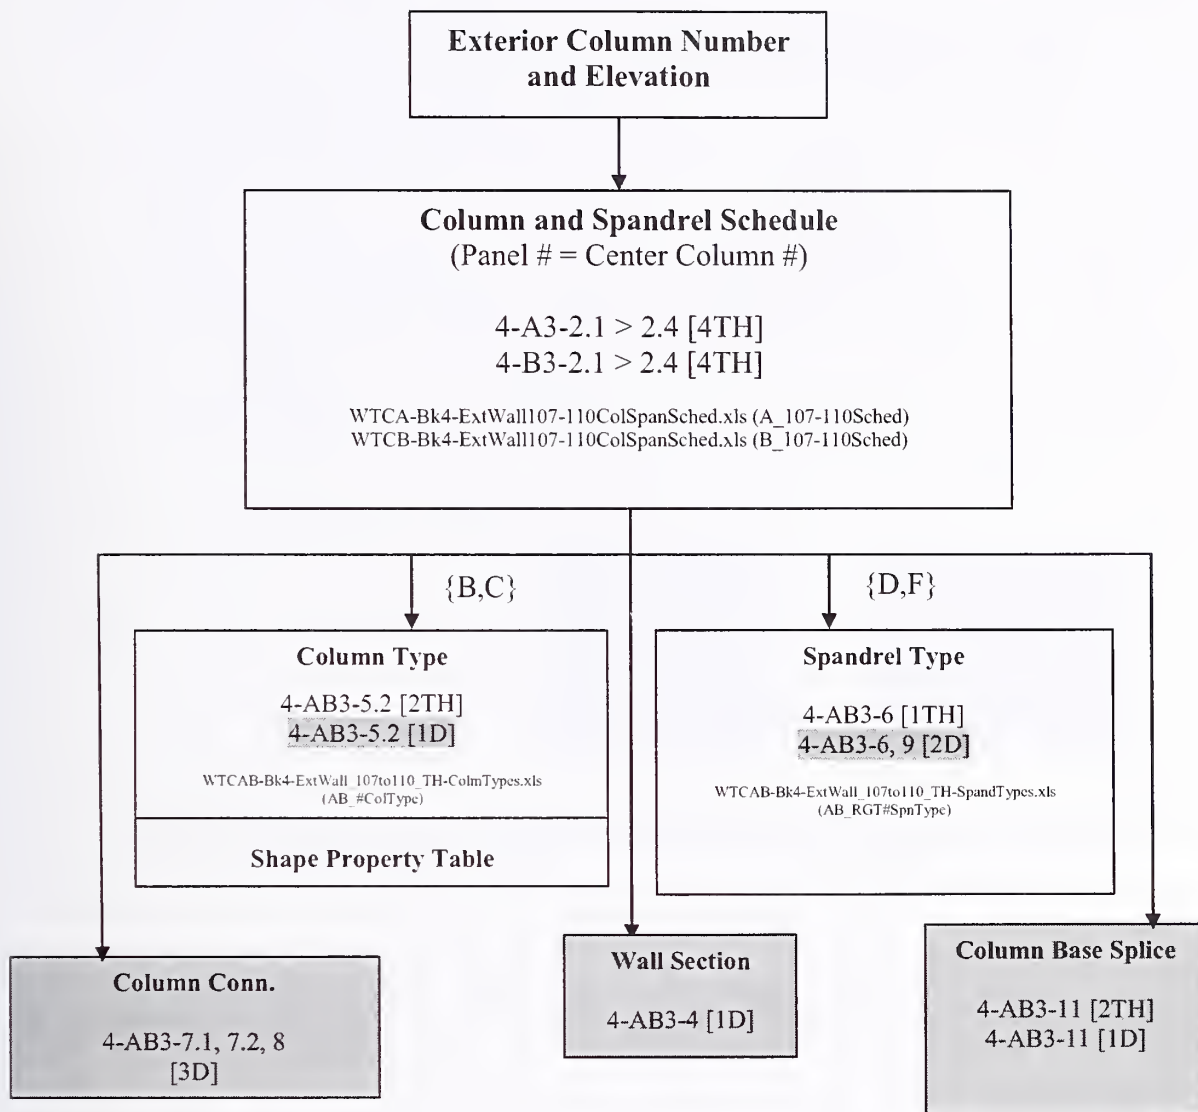 Exterior Column Number
and Elevation
Column and Spandrel Schedule
(Panel # = Center Column #)
4-A3-2.1 > 2.4 [4TH]
4-B3-2.1 > 2.4 [4TH]
WTCA-Bk4-ExtWall107-110ColSpanSched.xls (A_107-110Sched)
WTCB-Bk4-ExtWall107-110ColSpanSched.xls (B_107-110Sched)
{B,C}
{D,F}
Column Type
4-AB3-5.2 [2TH]
4-AB3-5.2 [1D]
WTCAB-Bk4-ExtWall_107to110_TH-ColmTypes.xls
(AB_#ColType)
Shape Property Table
Spandrel Type
4-AB3-6 [1TH]
4-AB3-6, 9 [2D]
WTCAB-Bk4-ExtWall_107to110_TH-SpandTypes.xls
(AB_RGT#SpnType)
Column Conn.
4-AB3-7.1, 7.2, 8
[3D]
Wall Section
4-AB3-4 [1D]
Column Base Splice
4-AB3-11 [2TH]
4-AB3-11 [1D]